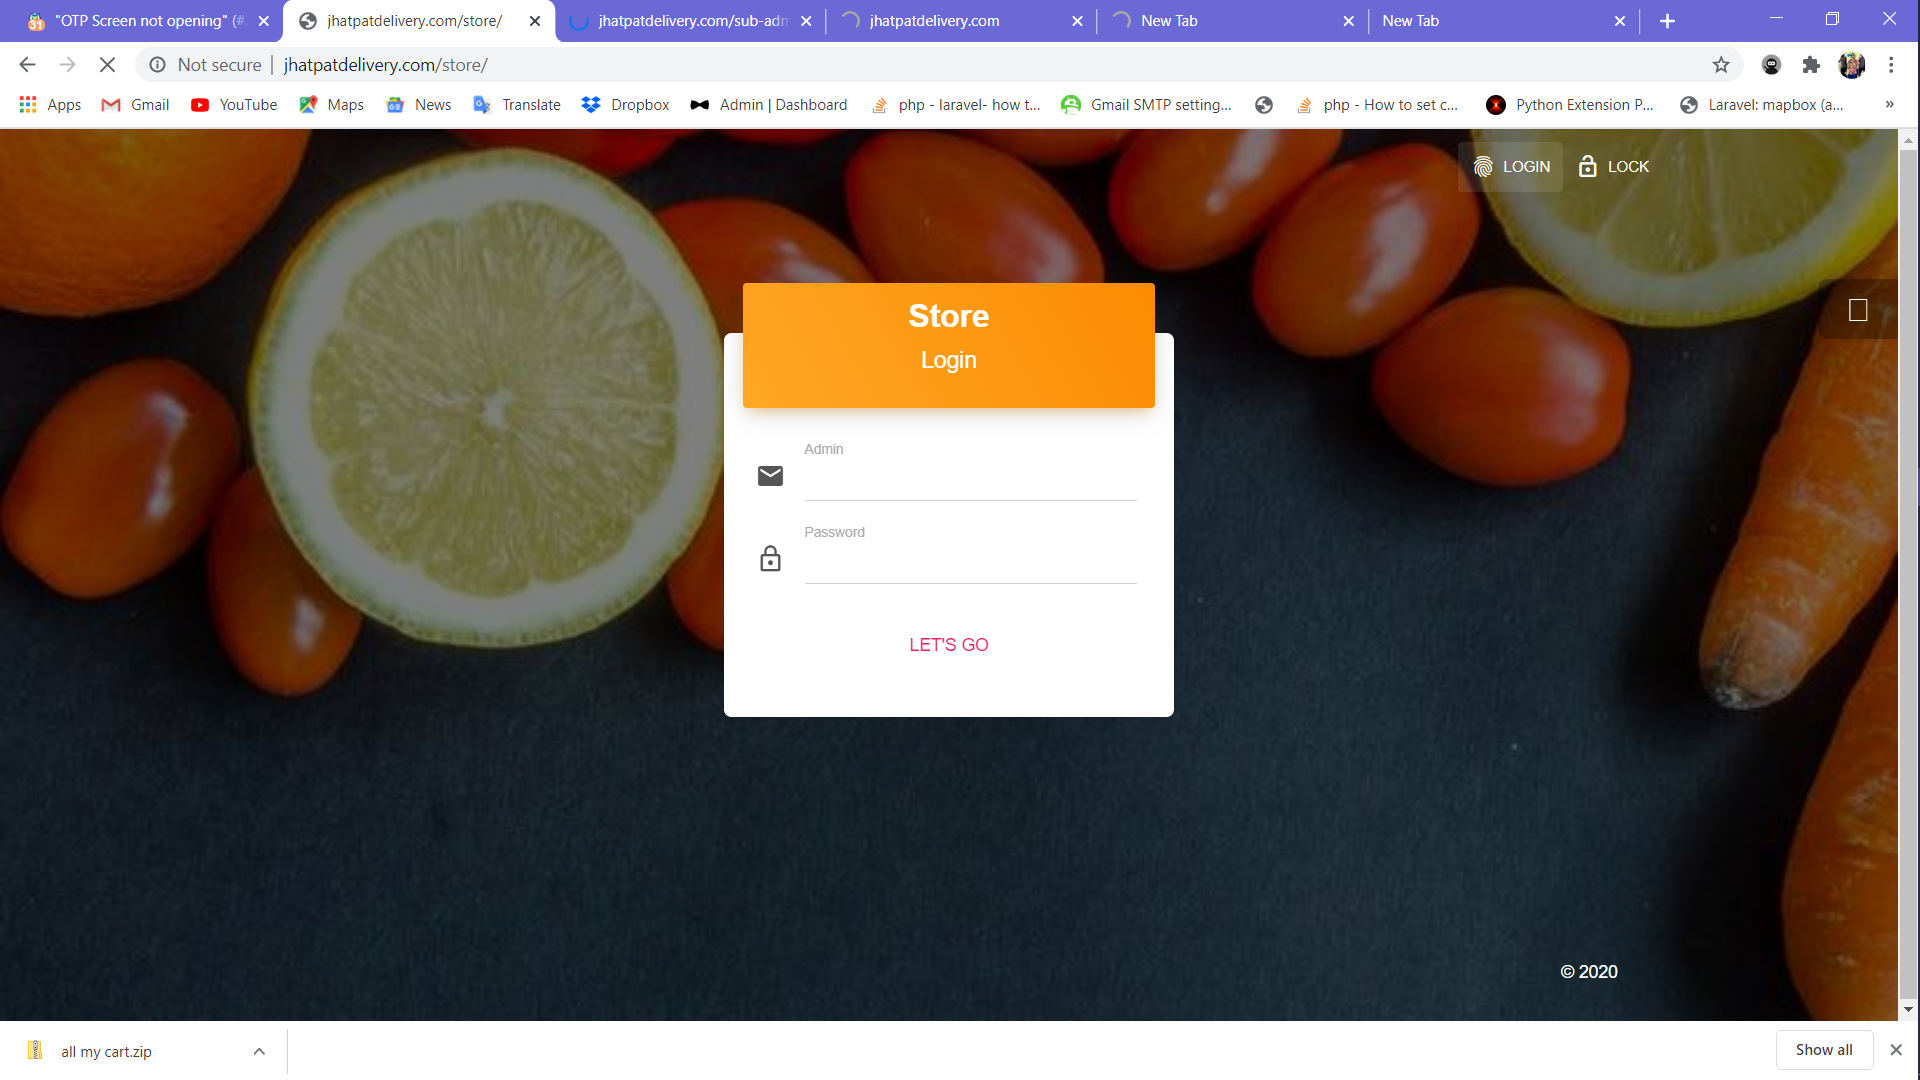 "OTP Screen not opening" (#
jhatpatdelivery.com/store/
jhatpatdelivery.com/sub-adm
jhatpatdelivery.com
New Tab
New Tab
Not secure | jhatpatdelivery.com/store/
Apps
Gmail
YouTube
Maps
News
Translate
Dropbox
Admin | Dashboard
php - laravel- how t...
Gmail SMTP setting...
php - How to set c...
Python Extension P...
Laravel: mapbox (a...
»
LOGIN
LOCK
Store
Login
Admin
Password
LET'S GO
© 2020
all my cart.zip
Show all